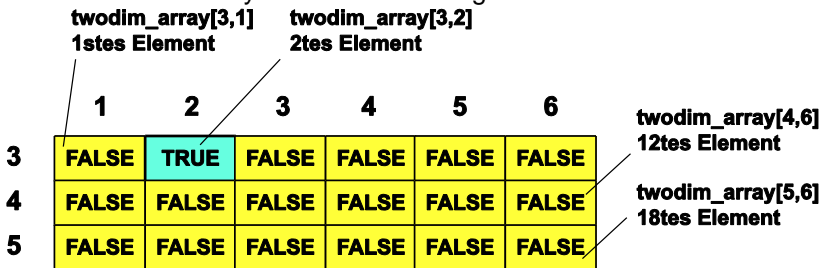 twodim_array[3,1]
1stes Element
twodim_array[3,2]
2tes Element
1 2 3 4 5 6
3 FALSE TRUE FALSE FALSE FALSE FALSE
4 FALSE FALSE FALSE FALSE FALSE FALSE
5 FALSE FALSE FALSE FALSE FALSE FALSE
twodim_array[4,6]
12tes Element
twodim_array[5,6]
18tes Element